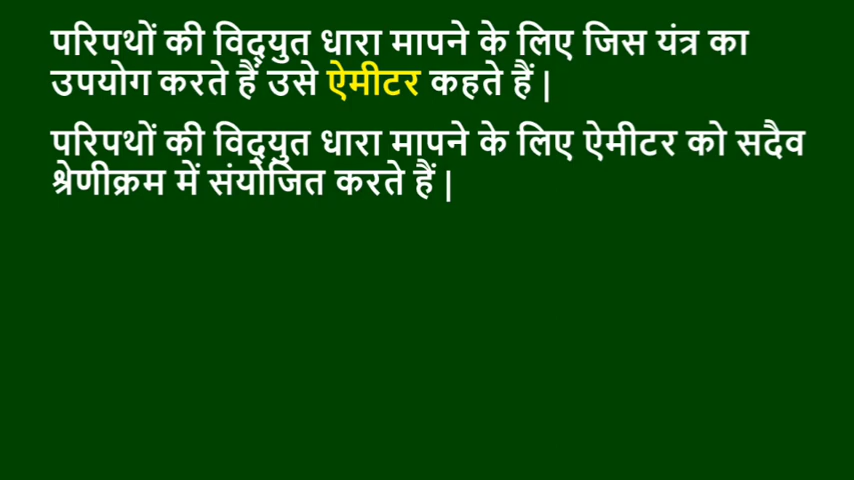 परिपथों की विद्युत धारा मापने के लिए जिस यंत्र का
उपयोग करते हैं उसे ऐमीटर कहते हैं |
परिपथों की विद्युत धारा मापने के लिए ऐमीटर को सदैव
श्रेणीक्रम में संयोजित करते हैं |